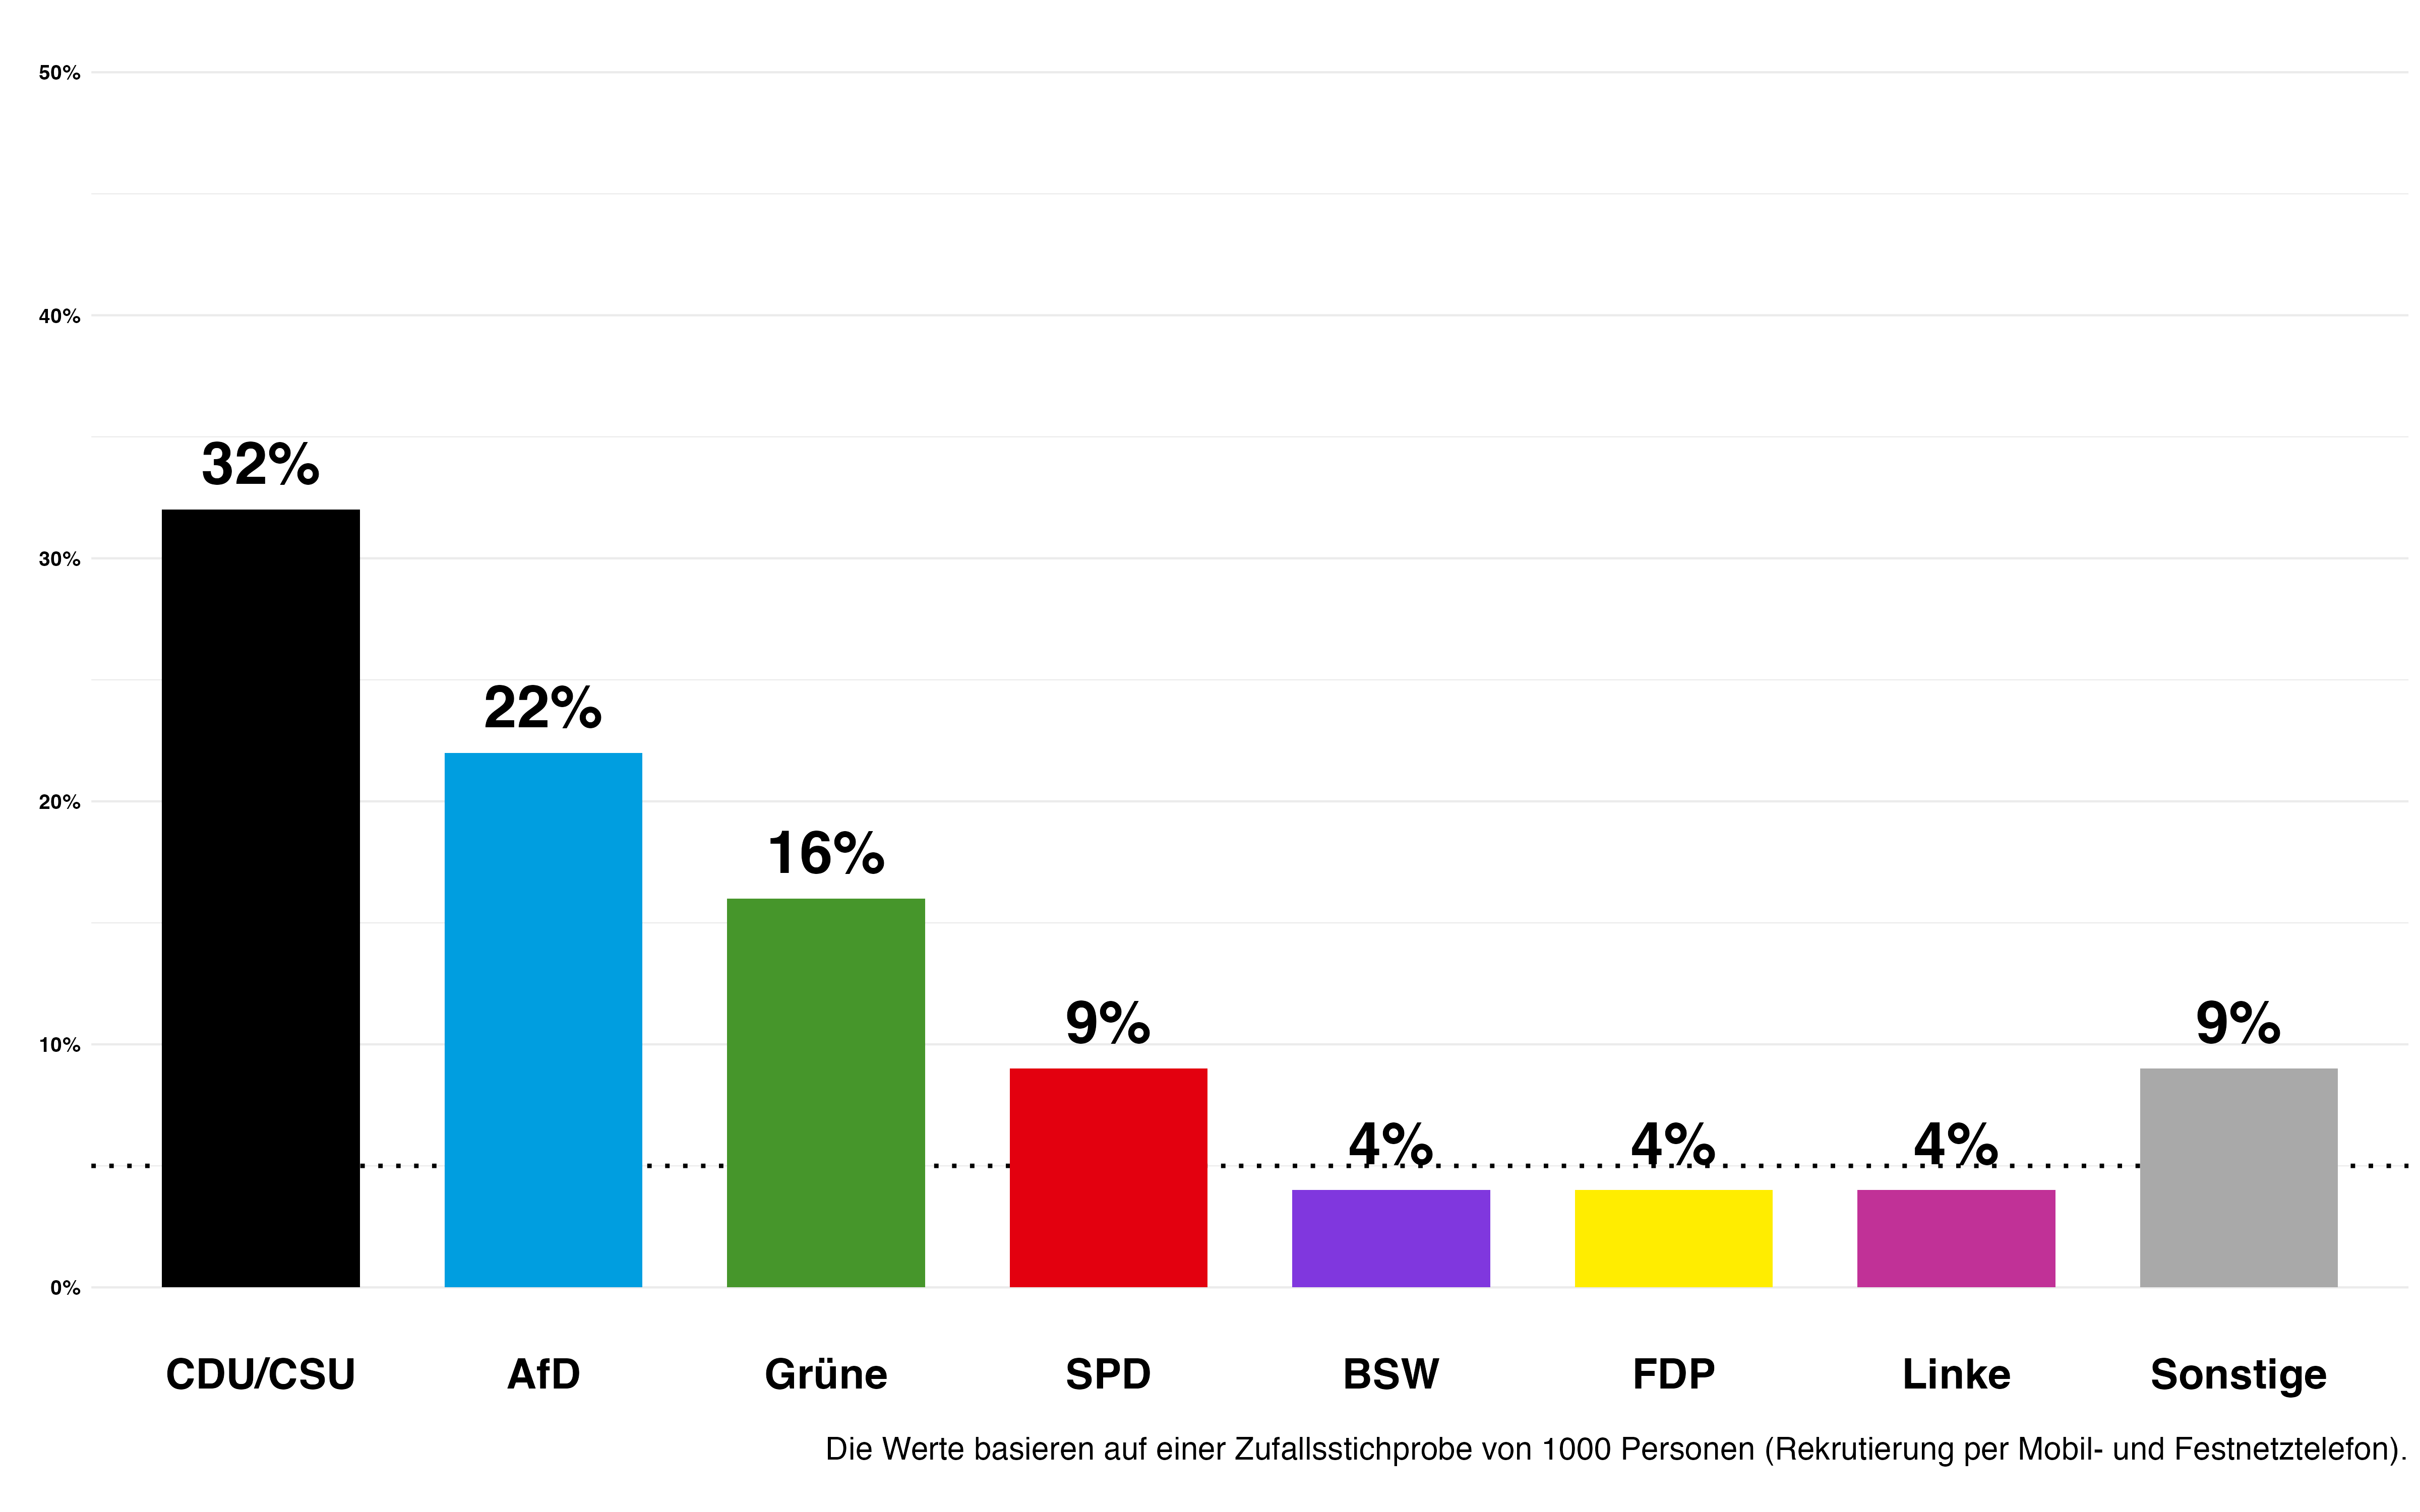 50%
40%
30%
20%
10%
0%
32%
22%
16%
9%
4%
4%
4%
9%
CDU/CSU
AfD
Grüne
SPD
BSW
FDP
Linke
Sonstige
Die Werte basieren auf einer Zufallsstichprobe von 1000 Personen (Rekrutierung per Mobil- und Festnetztelefon).